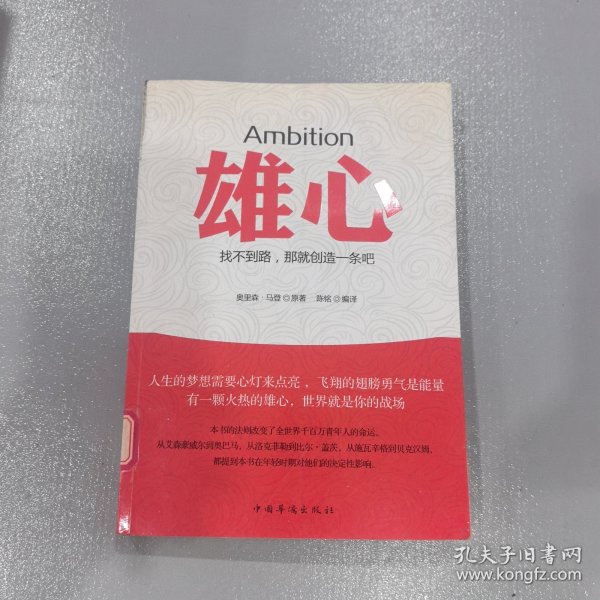 Ambition
雄心
找不到路，那就创造一条吧
奥里森·马登◎原著 陈铭◎编译
人生的梦想需要心灯来点亮，飞翔的翅膀勇气是能量
有一颗火热的雄心，世界就是你的战场
本书的法则改变了全世界千百万青年人的命运。
从艾森豪威尔到奥巴马，从洛克菲勒到比尔·盖茨，从施瓦辛格到贝克汉姆，
都提到本书在年轻时期对他们的决定性影响。
中国华侨出版社
孔夫子旧书网
www.kongfz.com